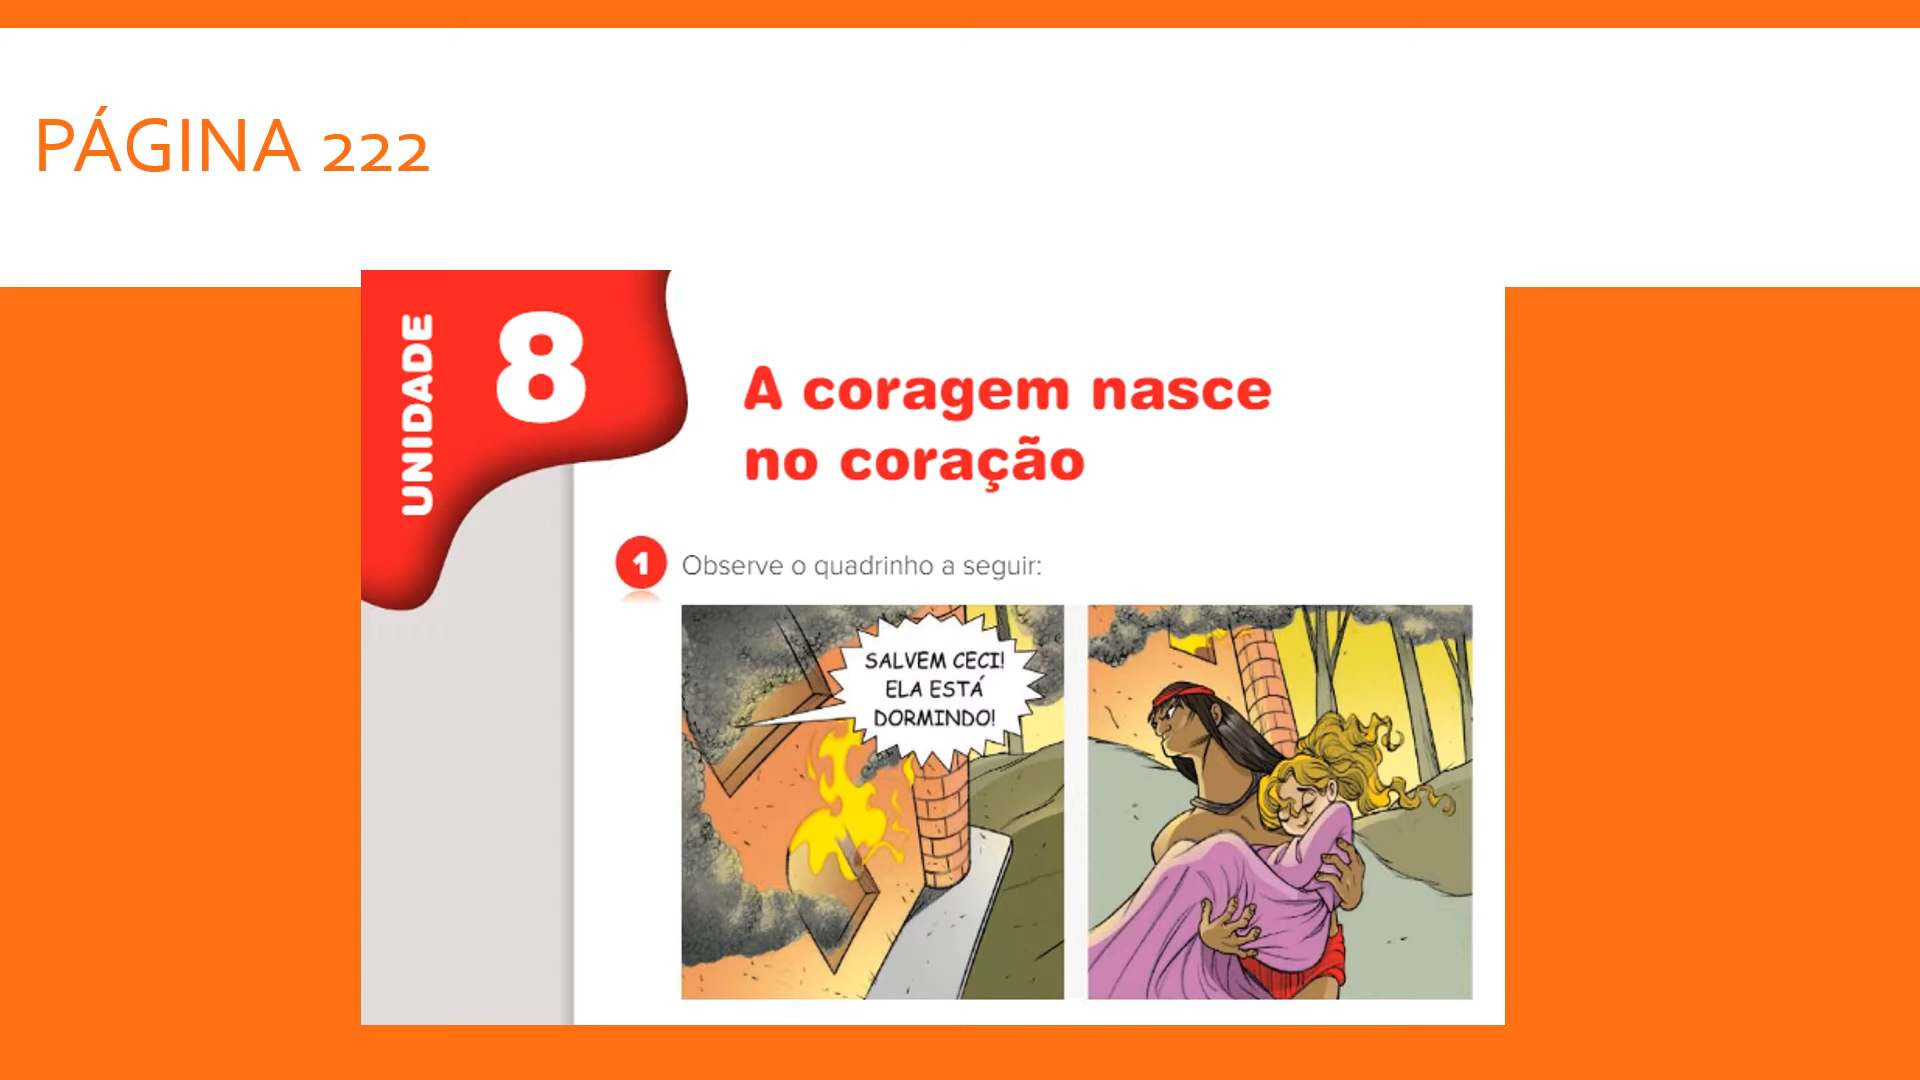 PÁGINA 222
UNIDADE
8
A coragem nasce
no coração
1 Observe o quadrinho a seguir:
SALVEM CECI!
ELA ESTÁ
DORMINDO!